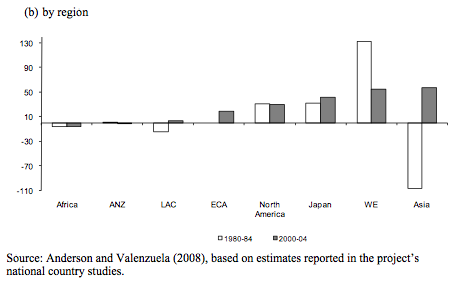 (b) by region
130
90
50
10
-30
-70
-110
Africa ANZ LAC ECA North America Japan WE Asia
1980-84 2000-04
Source: Anderson and Valenzuela (2008), based on estimates reported in the project's
national country studies.